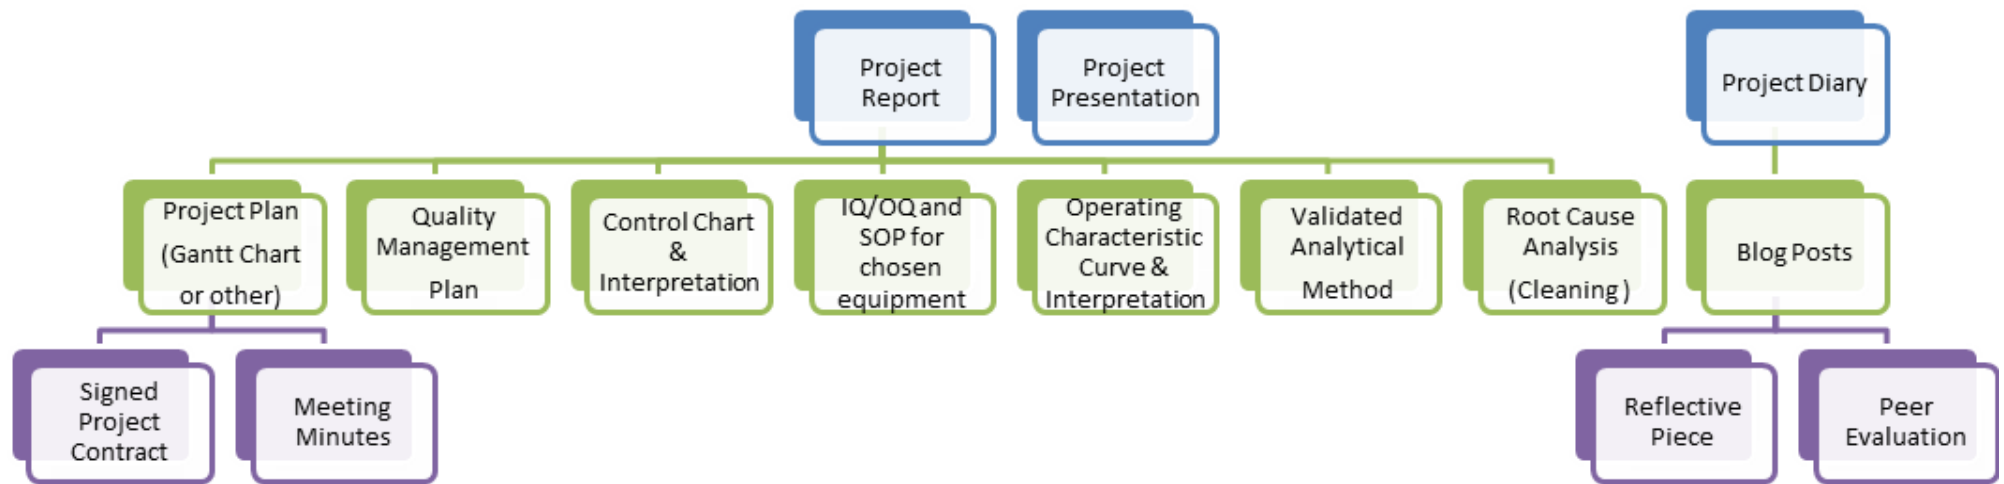 Project
Report
Project
Presentation
Project Diary
Project Plan
(Gantt Chart
or other)
Quality
Management
Plan
Control Chart
&
Interpretation
IQ/OQ and
SOP for
chosen
equipment
Operating
Characteristic
Curve &
Interpretation
Validated
Analytical
Method
Root Cause
Analysis
(Cleaning)
Blog Posts
Signed
Project
Contract
Meeting
Minutes
Reflective
Piece
Peer
Evaluation